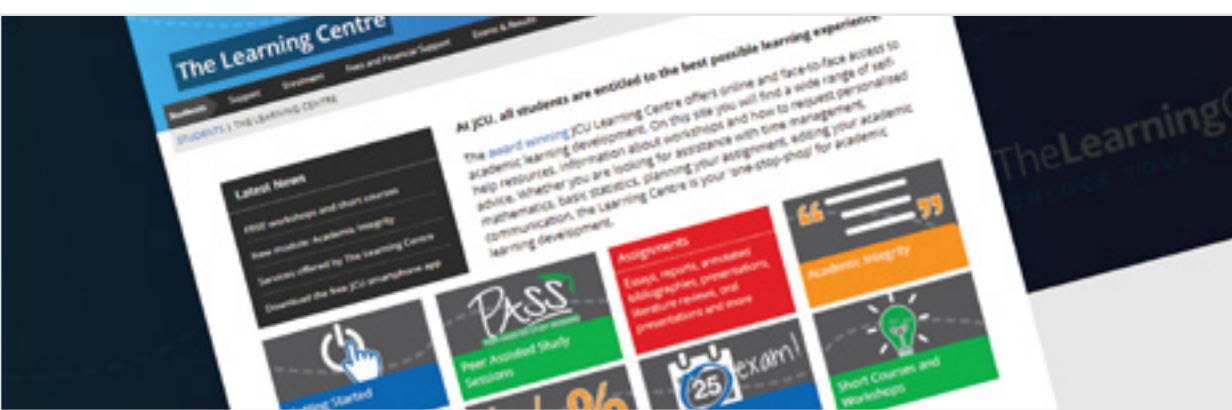 The Learning Centre
Students Support Enrolment Fees and Financial Support Exams & Results
STUDENTS | THE LEARNING CENTRE
At JCU, all students are entitled to the best possible learning experience.
The award winning JCU Learning Centre offers online and face-to-face access to
academic learning development. On this site you will find a wide range of self-
help resources, information about workshops and how to request personalised
advice. Whether you are looking for assistance with time management,
mathematics, basic statistics, planning your assignment, editing your academic
communication, the Learning Centre is your 'one-stop-shop' for academic
learning development.
Latest News
FREE workshops and short courses
New module: Academic Integrity
Services offered by The Learning Centre
Download the free JCU smartphone app
Getting Started
PASS
Peer Assisted Study
Sessions
Assignments
Essays, reports, annotated
bibliographies, presentations,
literature reviews, oral
presentations and more
“ ”
Academic Integrity
%
25 exam!
Short Courses and
Workshops
TheLearning
UNLOCK YOUR